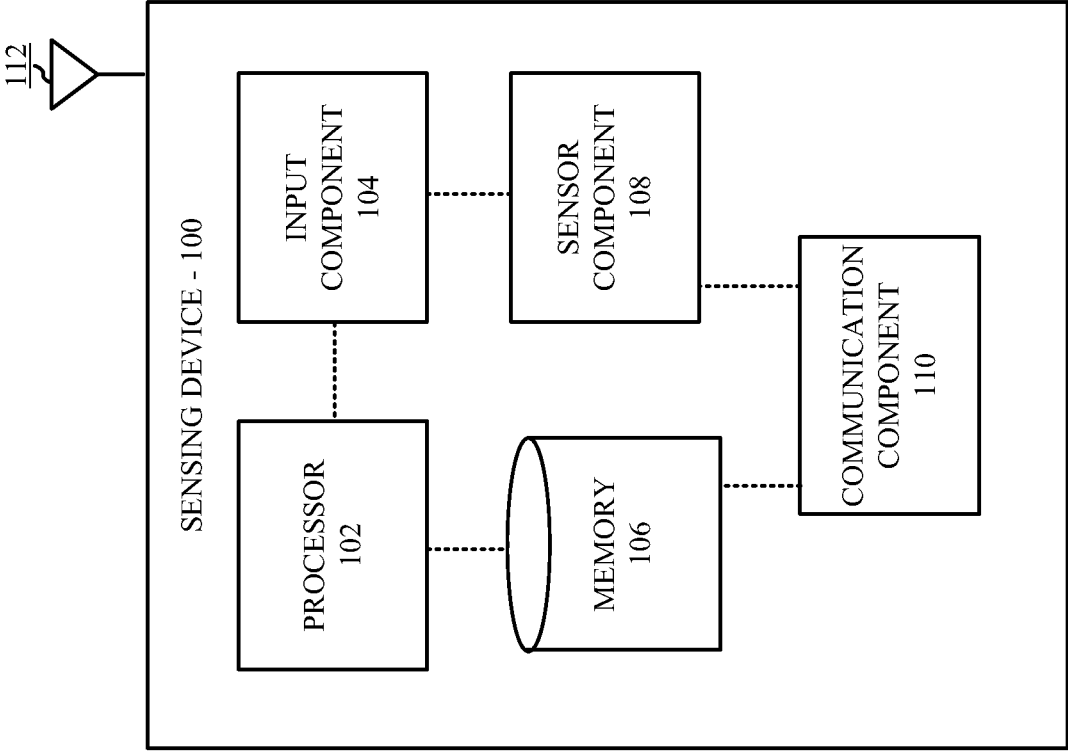 112
SENSING DEVICE - 100
PROCESSOR
102
INPUT
COMPONENT
104
MEMORY
106
SENSOR
COMPONENT
108
COMMUNICATION
COMPONENT
110